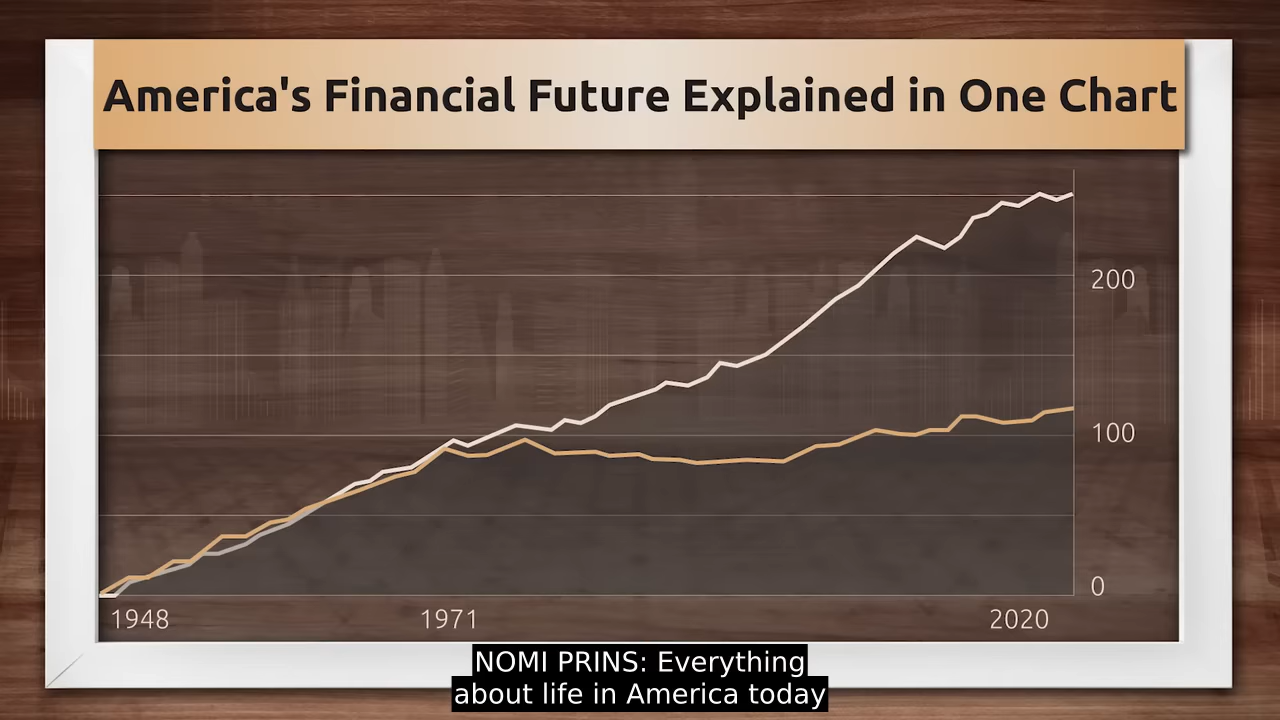 America's Financial Future Explained in One Chart
200
100
0
1948 1971 2020
NOMI PRINS: Everything
about life in America today